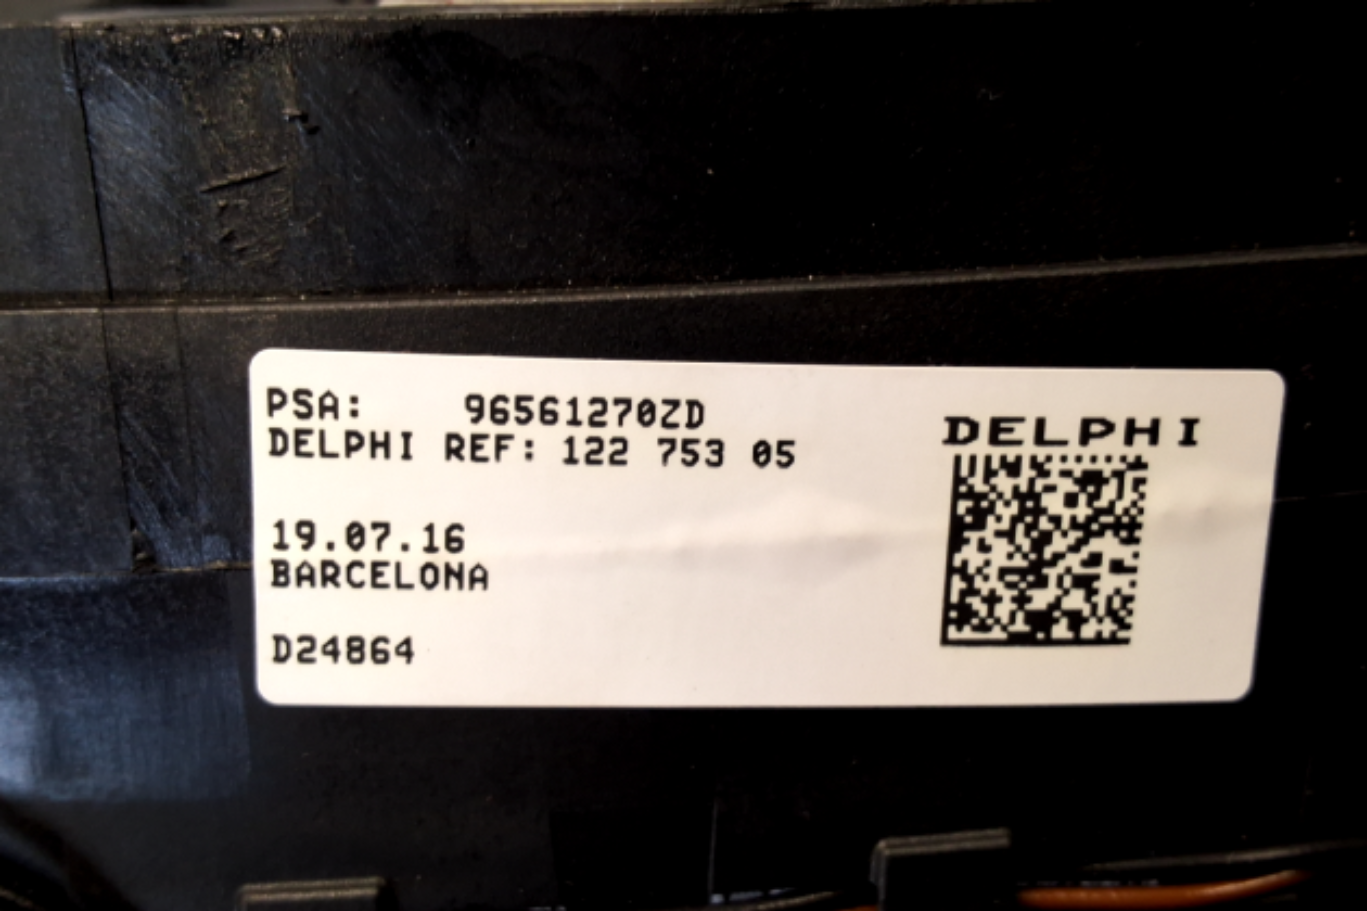 PSA: 96561270ZD
DELPHI REF: 122 753 05
DELPHI
19.07.16
BARCELONA
D24864